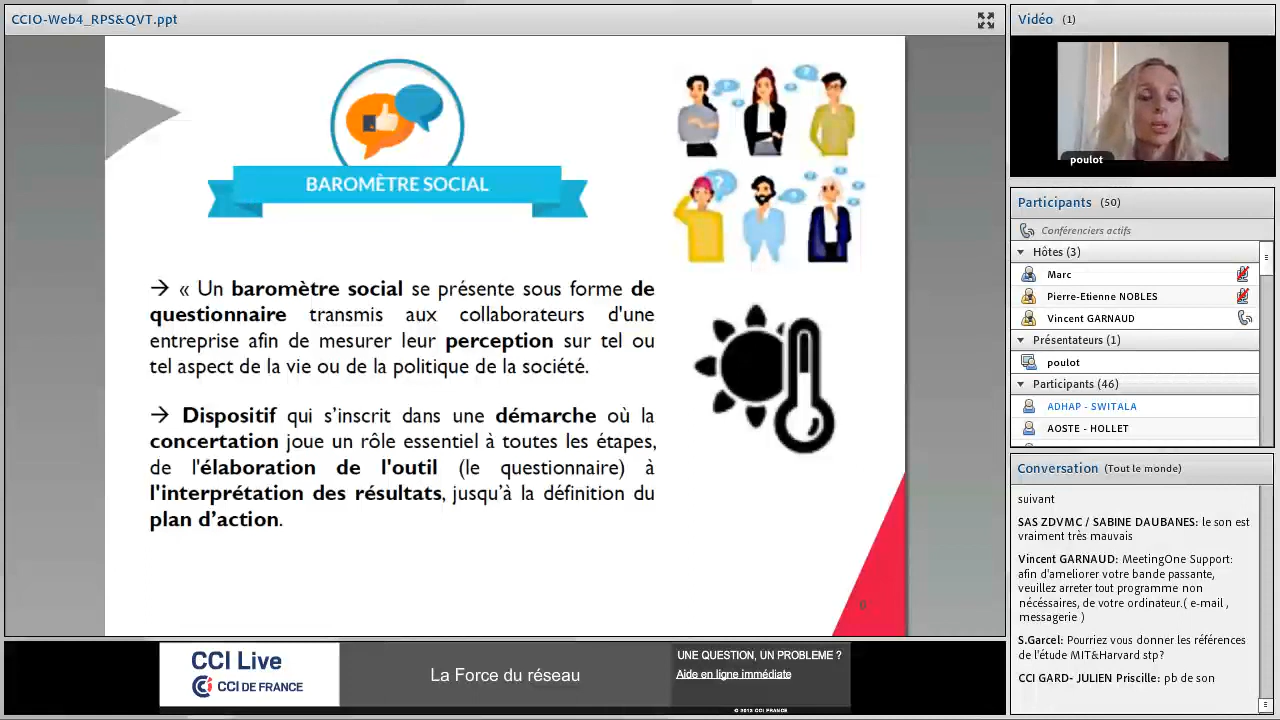 CCIO-Web4_RPS&QVT.ppt
BAROMÈTRE SOCIAL
→ « Un baromètre social se présente sous forme de
questionnaire transmis aux collaborateurs d'une
entreprise afin de mesurer leur perception sur tel ou
tel aspect de la vie ou de la politique de la société.
→ Dispositif qui s’inscrit dans une démarche où la
concertation joue un rôle essentiel à toutes les étapes,
de l'élaboration de l'outil (le questionnaire) à
l'interprétation des résultats, jusqu’à la définition du
plan d’action.
CCI Live
CCI DE FRANCE
La Force du réseau
UNE QUESTION, UN PROBLEME ?
Aide en ligne immédiate
© 2013 CCI FRANCE
Vidéo (1)
poulot
Participants (50)
Conférenciers actifs
Hôtes (3)
Marc
Pierre-Etienne NOBLES
Vincent GARNAUD
Présentateurs (1)
poulot
Participants (46)
ADHAP - SWITALA
AOSTE - HOLLET
Conversation (Tout le monde)
suivant
SAS ZDVMC / SABINE DAUBANES: le son est
vraiment très mauvais
Vincent GARNAUD: MeetingOne Support:
afin d'ameliorer votre bande passante,
veuillez arreter tout programme non
nécéssaires, de votre ordinateur.( e-mail ,
messagerie )
S.Garcel: Pourriez vous donner les références
de l'étude MIT&Harvard stp?
CCI GARD- JULIEN Priscille: pb de son